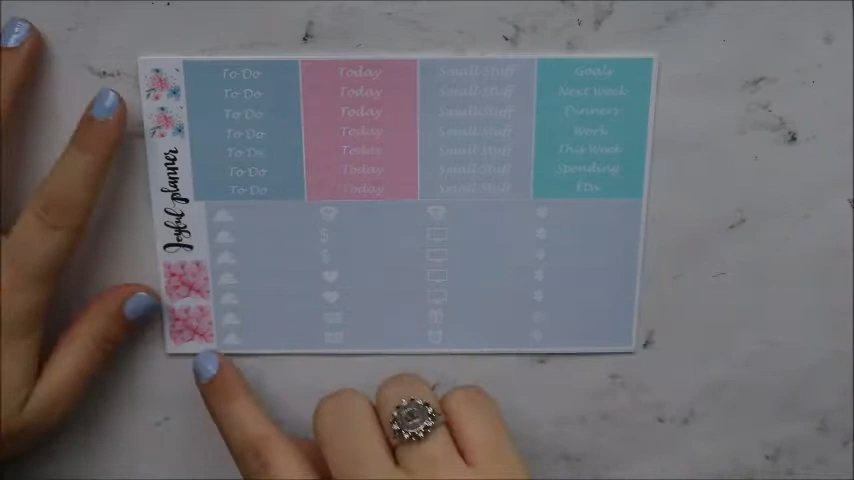 To Do Today Small Stuff Goals
To Do Today Small Stuff Next Week
To Do Today Small Stuff Planners
To Do Today Small Stuff Work
To Do Today Small Stuff This Week
To Do Today Small Stuff Spending
To Do Today Small Stuff
Joyful planner
$